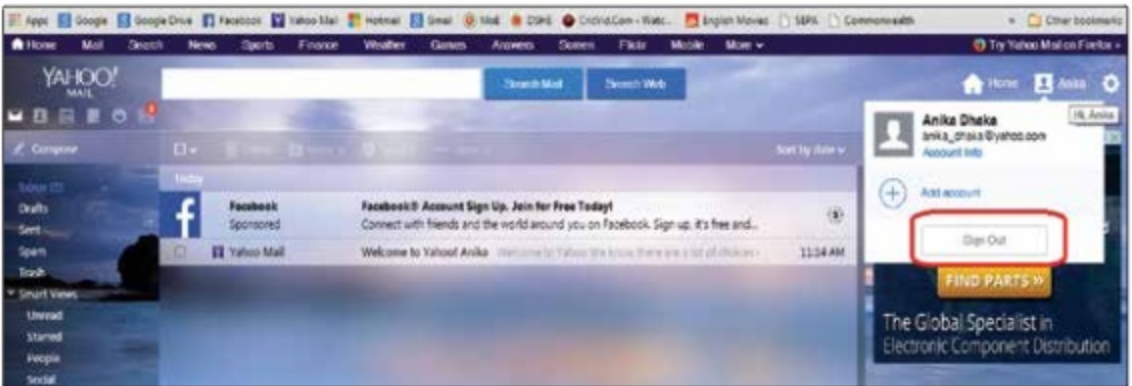 Apps Google Google Drive Facebook Yahoo Mail Hotmail Gmail English Movies SEPA Commonwealth Other bookmarks
Home Mail Search News Sports Finance Weather Games Answers Screen Flickr Mobile More Try Yahoo Mail on Firefox »
YAHOO!
MAIL
Search Mail Search Web Home Anika
Hi, Anika
Anika Dhaka
anika_dhaka@yahoo.com
Account Info
Add account
Sign Out
Compose
Sort by date
Today
Drafts
Sent
Spam
Trash
Smart Views
Unread
Starred
People
Social
Facebook Facebook® Account Sign Up. Join for Free Today!
Sponsored Connect with friends and the world around you on Facebook. Sign up, it's free and...
Yahoo Mail Welcome to Yahoo! Anika
FIND PARTS »
The Global Specialist in
Electronic Component Distribution